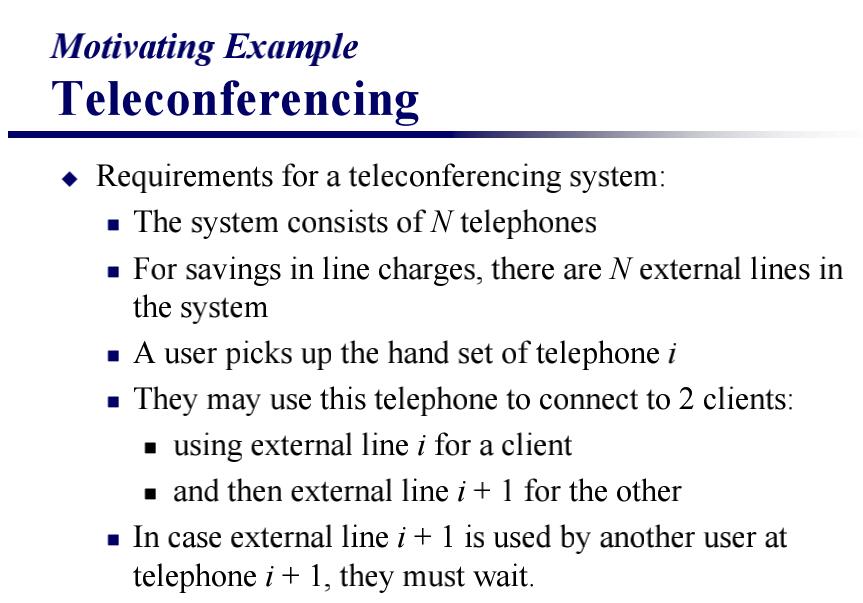 Motivating Example
Teleconferencing
◆ Requirements for a teleconferencing system:
■ The system consists of N telephones
■ For savings in line charges, there are N external lines in
the system
■ A user picks up the hand set of telephone i
■ They may use this telephone to connect to 2 clients:
■ using external line i for a client
■ and then external line i + 1 for the other
■ In case external line i + 1 is used by another user at
telephone i + 1, they must wait.